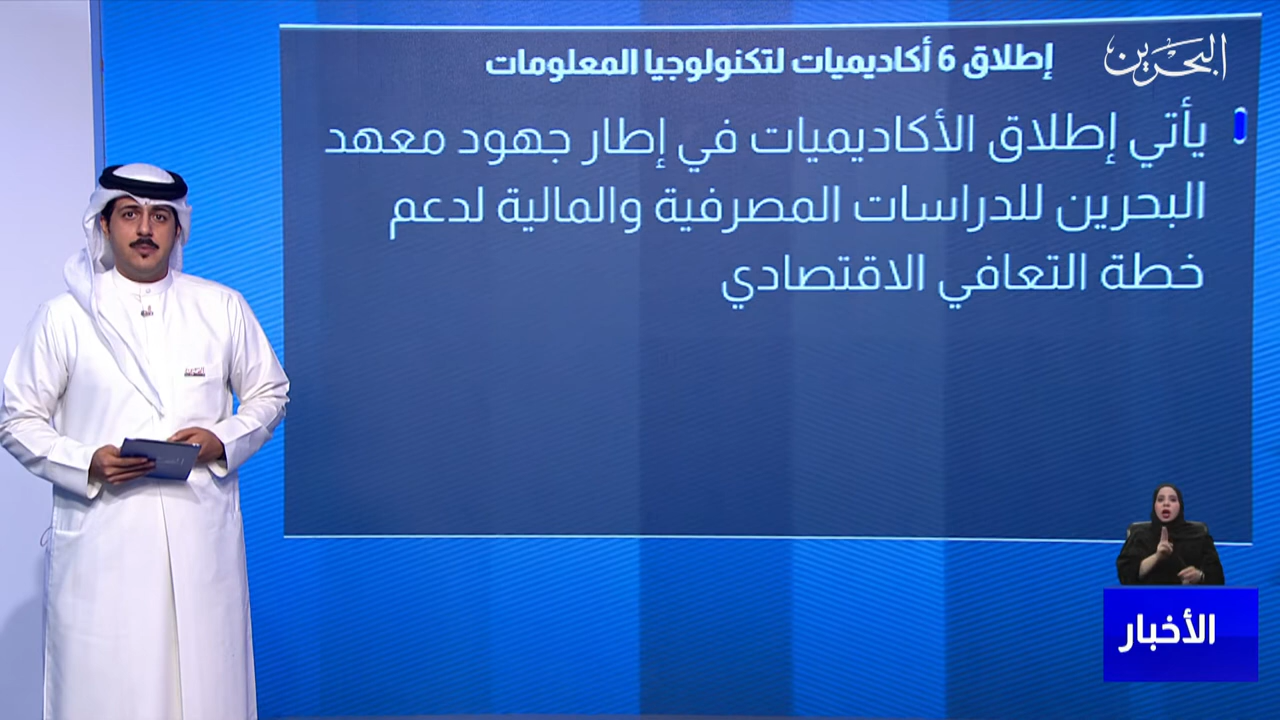 إطلاق 6 أكاديميات لتكنولوجيا المعلومات
البحرين
يأتي إطلاق الأكاديميات في إطار جهود معهد
البحرين للدراسات المصرفية والمالية لدعم
خطة التعافي الاقتصادي
الأخبار